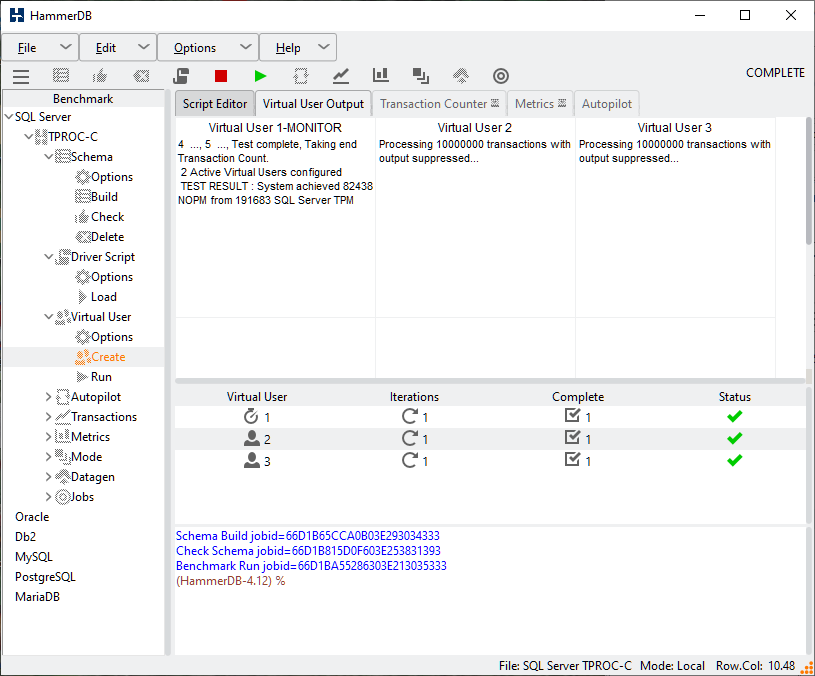 HammerDB
File Edit Options Help
COMPLETE
Benchmark
SQL Server
TPROC-C
Schema
Options
Build
Check
Delete
Driver Script
Options
Load
Virtual User
Options
Create
Run
Autopilot
Transactions
Metrics
Mode
Datagen
Jobs
Oracle
Db2
MySQL
PostgreSQL
MariaDB
Script Editor Virtual User Output Transaction Counter Metrics Autopilot
Virtual User 1-MONITOR
4 ..., 5 ..., Test complete, Taking end
Transaction Count.
2 Active Virtual Users configured
TEST RESULT : System achieved 82438
NOPM from 191683 SQL Server TPM
Virtual User 2
Processing 10000000 transactions with
output suppressed...
Virtual User 3
Processing 10000000 transactions with
output suppressed...
Virtual User Iterations Complete Status
1 1 1
2 1 1
3 1 1
Schema Build jobid=66D1B65CCA0B03E293034333
Check Schema jobid=66D1B815D0F603E253831393
Benchmark Run jobid=66D1BA55286303E213035333
(HammerDB-4.12) %
File: SQL Server TPROC-C Mode: Local Row.Col: 10.48